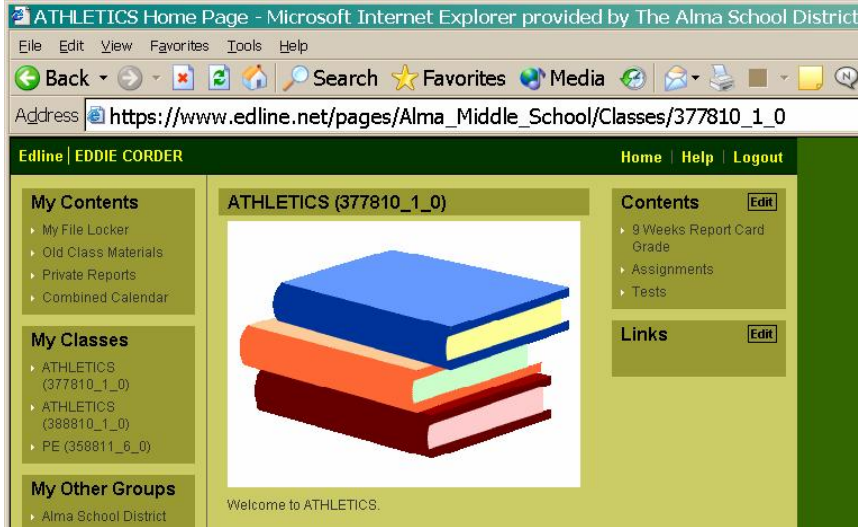 ATHLETICS Home Page - Microsoft Internet Explorer provided by The Alma School District
File Edit View Favorites Tools Help
Back Search Favorites Media
Address https://www.edline.net/pages/Alma_Middle_School/Classes/377810_1_0
Edline | EDDIE CORDER
Home | Help | Logout
My Contents
My File Locker
Old Class Materials
Private Reports
Combined Calendar
My Classes
ATHLETICS
(377810_1_0)
ATHLETICS
(388810_1_0)
PE (358811_6_0)
My Other Groups
Alma School District
ATHLETICS (377810_1_0)
Welcome to ATHLETICS.
Contents Edit
9 Weeks Report Card
Grade
Assignments
Tests
Links Edit